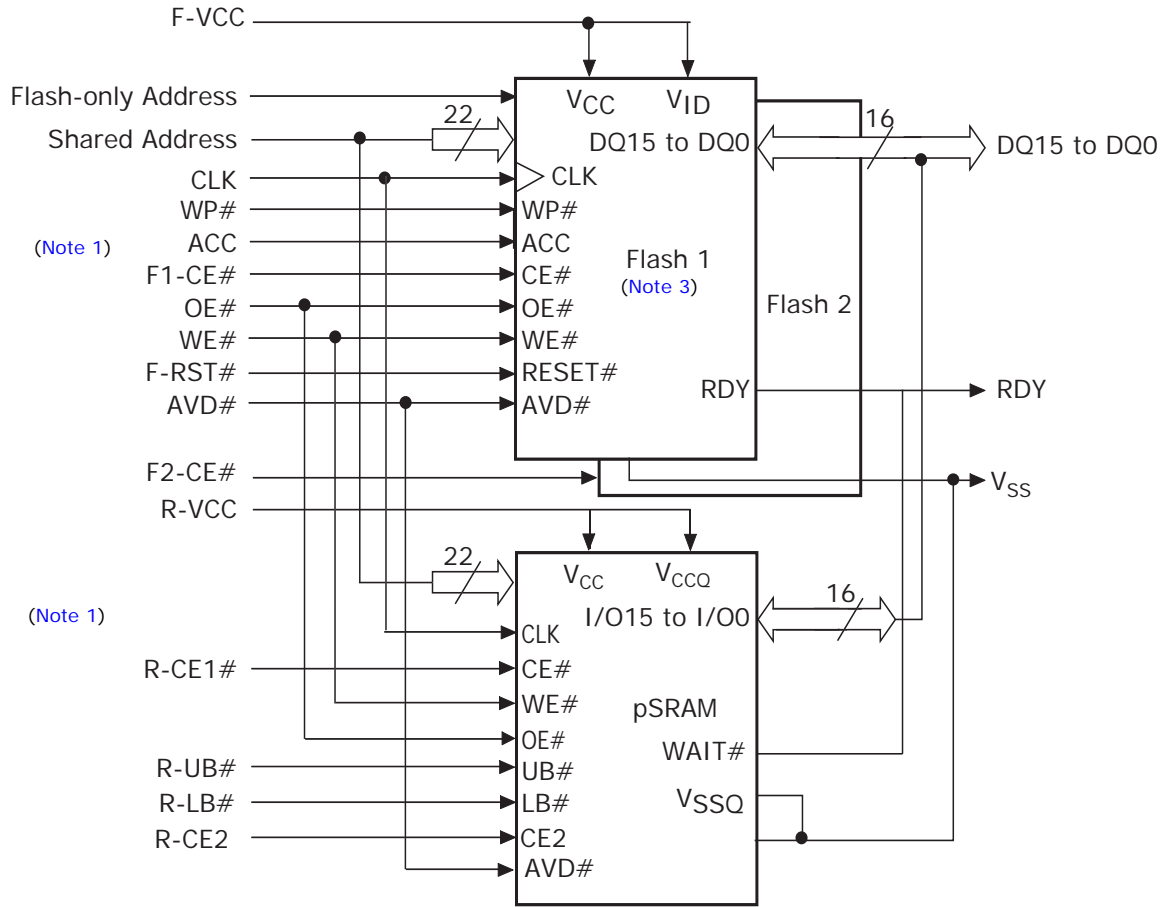 F-VCC
Flash-only Address
Shared Address
CLK
WP#
(Note 1)
ACC
F1-CE#
OE#
WE#
F-RST#
AVD#
F2-CE#
R-VCC
22
VCC
VID
DQ15 to DQ0
CLK
WP#
ACC
CE#
OE#
WE#
RESET#
AVD#
Flash 1
(Note 3)
Flash 2
RDY
16
DQ15 to DQ0
RDY
VSS
(Note 1)
R-CE1#
R-UB#
R-LB#
R-CE2
22
VCC
VCCQ
I/O15 to I/O0
CLK
CE#
WE#
OE#
UB#
LB#
CE2
AVD#
pSRAM
WAIT#
VSSQ
16